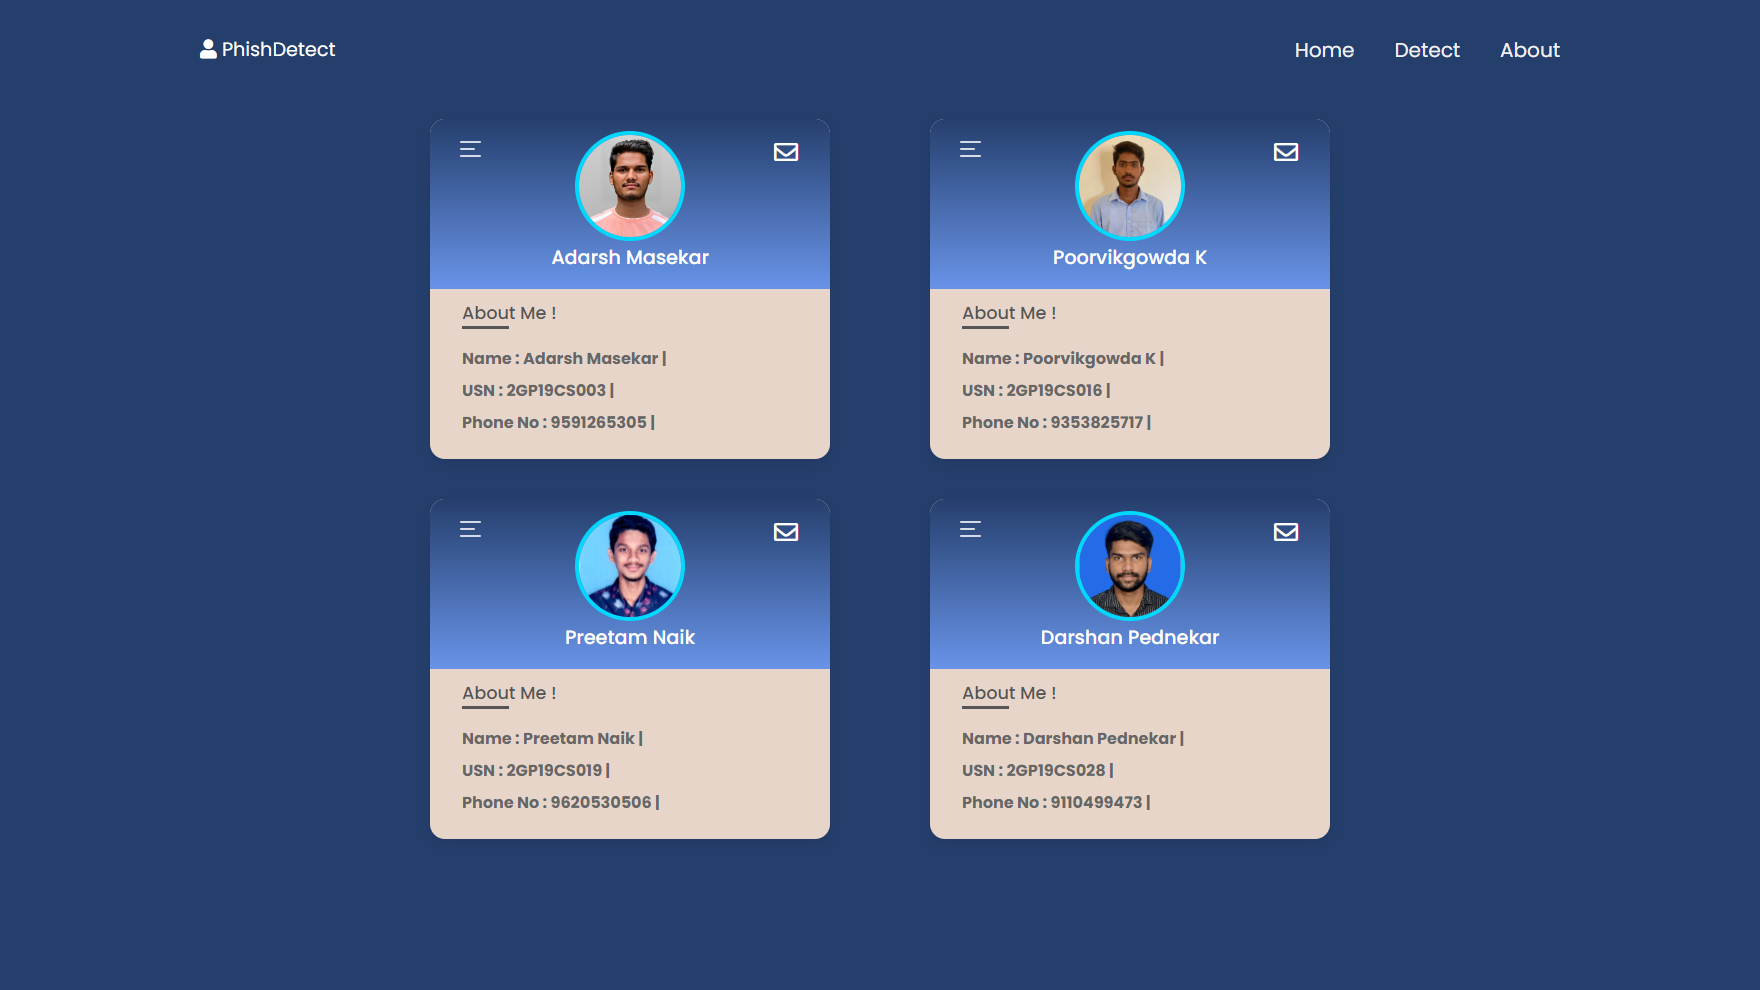 PhishDetect
Home Detect About
Adarsh Masekar
About Me !
Name : Adarsh Masekar |
USN : 2GP19CS003 |
Phone No : 9591265305 |
Poorvikgowda K
About Me !
Name : Poorvikgowda K |
USN : 2GP19CS016 |
Phone No : 9353825717 |
Preetam Naik
About Me !
Name : Preetam Naik |
USN : 2GP19CS019 |
Phone No : 9620530506 |
Darshan Pednekar
About Me !
Name : Darshan Pednekar |
USN : 2GP19CS028 |
Phone No : 9110499473 |